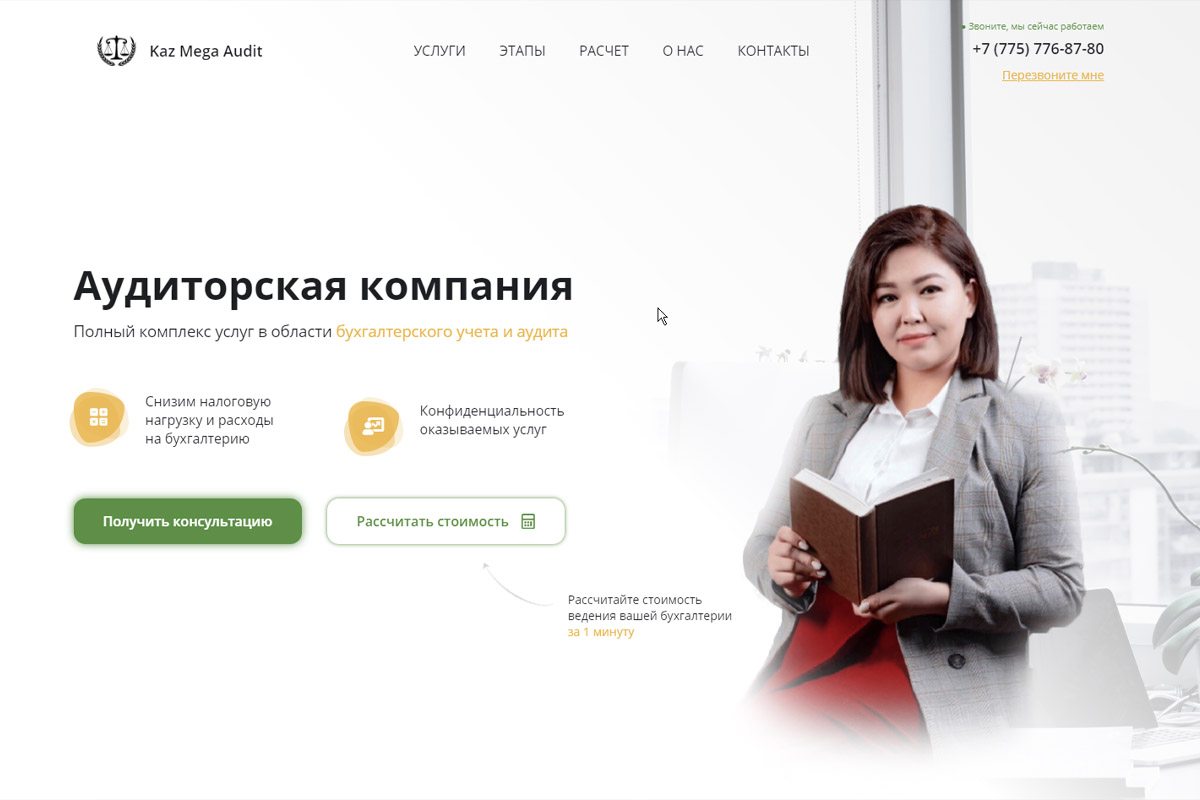 Kaz Mega Audit
УСЛУГИ
ЭТАПЫ
РАСЧЕТ
О НАС
КОНТАКТЫ
Звоните, мы сейчас работаем
+7 (775) 776-87-80
Перезвоните мне
Аудиторская компания
Полный комплекс услуг в области бухгалтерского учета и аудита
Снизим налоговую
нагрузку и расходы
на бухгалтерию
Конфиденциальность
оказываемых услуг
Получить консультацию
Рассчитать стоимость
Рассчитайте стоимость
ведения вашей бухгалтерии
за 1 минуту